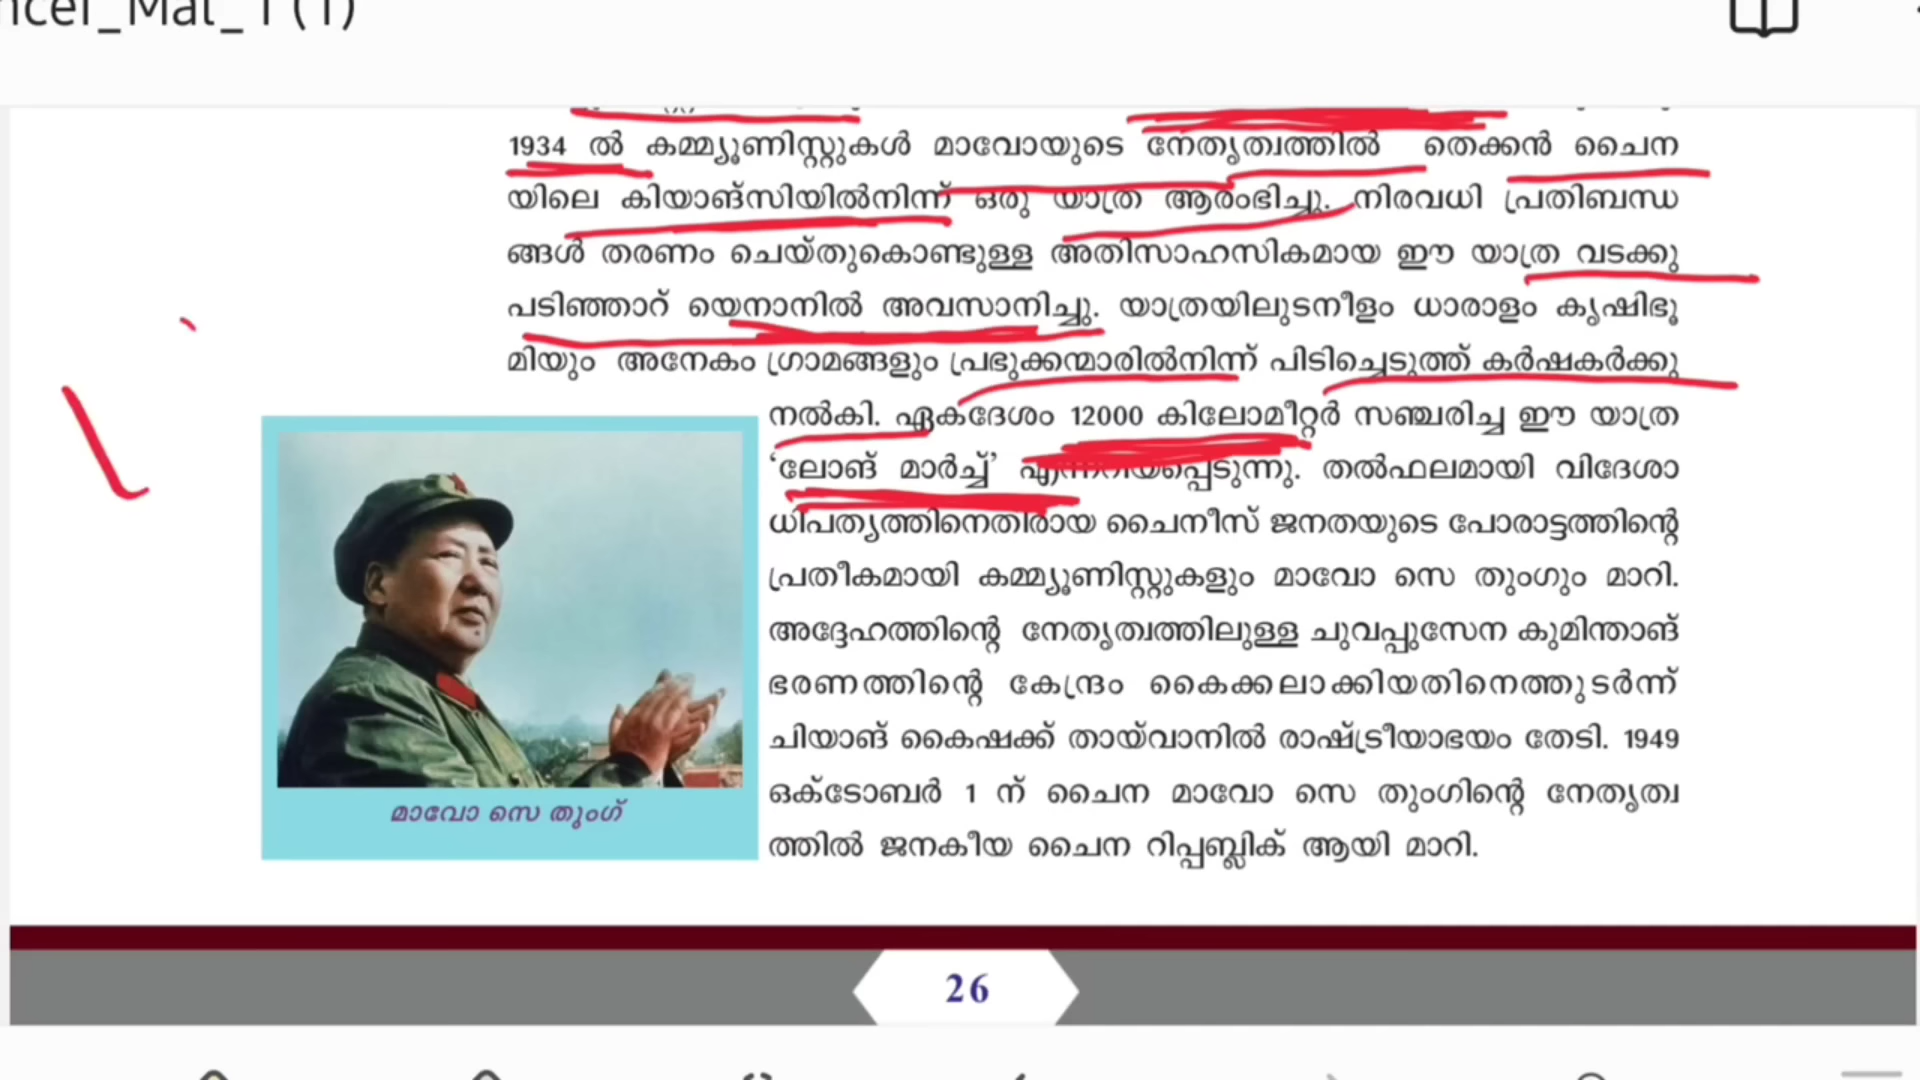 1934 ൽ കമ്മ്യൂണിസ്റ്റുകൾ മാവോയുടെ നേതൃത്വത്തിൽ തെക്കൻ ചൈന
യിലെ കിയാങ്സിയിൽനിന്ന് ഒരു യാത്ര ആരംഭിച്ചു. നിരവധി പ്രതിബന്ധ
ങ്ങൾ തരണം ചെയ്തുകൊണ്ടുള്ള അതിസാഹസികമായ ഈ യാത്ര വടക്കു
പടിഞ്ഞാറ് യെനാനിൽ അവസാനിച്ചു. യാത്രയിലുടനീളം ധാരാളം കൃഷിഭൂ
മിയും അനേകം ഗ്രാമങ്ങളും പ്രഭുക്കന്മാരിൽനിന്ന് പിടിച്ചെടുത്ത് കർഷകർക്കു
നൽകി. ഏകദേശം 12000 കിലോമീറ്റർ സഞ്ചരിച്ച ഈ യാത്ര
‘ലോങ് മാർച്ച്’ എന്നറിയപ്പെടുന്നു. തൽഫലമായി വിദേശാ
ധിപത്യത്തിനെതിരായ ചൈനീസ് ജനതയുടെ പോരാട്ടത്തിന്റെ
പ്രതീകമായി കമ്മ്യൂണിസ്റ്റുകളും മാവോ സെ തുംഗും മാറി.
അദ്ദേഹത്തിന്റെ നേതൃത്വത്തിലുള്ള ചുവപ്പുസേന കുമിന്താങ്
ഭരണത്തിന്റെ കേന്ദ്രം കൈക്കലാക്കിയതിനെത്തുടർന്ന്
ചിയാങ് കൈഷക്ക് തായ്‌വാനിൽ രാഷ്ട്രീയാഭയം തേടി. 1949
ഒക്ടോബർ 1 ന് ചൈന മാവോ സെ തുംഗിന്റെ നേതൃത്വ
ത്തിൽ ജനകീയ ചൈന റിപ്പബ്ലിക് ആയി മാറി.
മാവോ സെ തുംഗ്
26